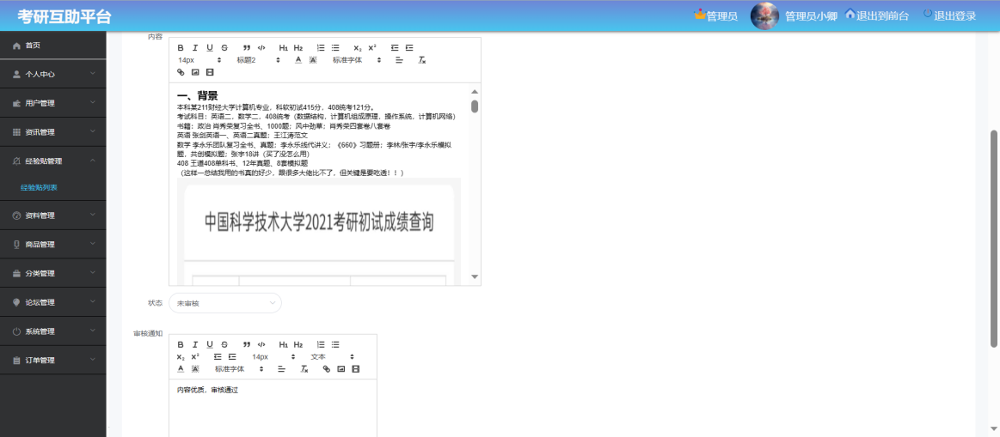 考研互助平台
管理员
管理员小卿
退出到前台
退出登录
首页
个人中心
用户管理
资讯管理
经验贴管理
经验贴列表
资料管理
商品管理
分类管理
论坛管理
系统管理
订单管理
内容
B I U S ” </> H1 H2 x₂ x²
14px 标题2 A A 标准字体 Tx
一、背景
本科某211财经大学计算机专业，科软初试415分，408统考121分。
考试科目：英语二，数学二，408统考（数据结构，计算机组成原理，操作系统，计算机网络）
书籍：政治 肖秀荣复习全书、1000题；风中劲草；肖秀荣四套卷八套卷
英语 张剑英语一、英语二真题；王江涛范文
数学 李永乐团队复习全书、真题；李永乐线代讲义；《660》习题册；李林/张宇/李永乐模拟
题，共创模拟题；张宇18讲（买了没怎么用）
408 王道408单科书、12年真题、8套模拟题
（这样一总结我用的书真的好少，跟很多大佬比不了，但关键是要吃透！！）
中国科学技术大学2021考研初试成绩查询
状态
未审核
审核通知
B I U S ” </> H1 H2
x₂ x² 14px 文本
A A 标准字体 Tx
内容优质，审核通过